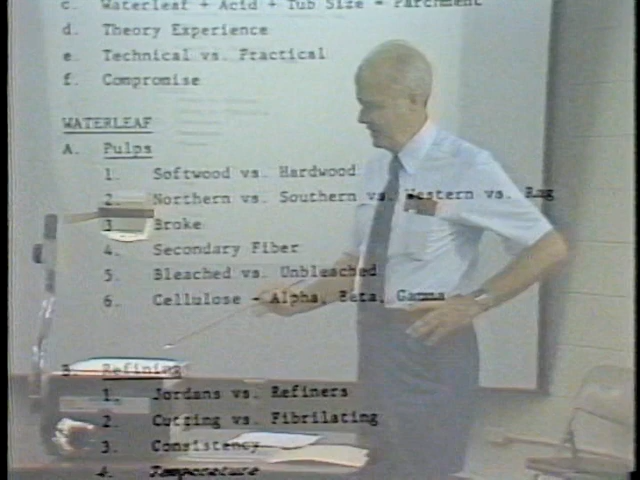 c. Waterleaf + Acid + Tub Size = Parchment
d. Theory Experience
e. Technical vs. Practical
f. Compromise
WATERLEAF
A. Pulps
1. Softwood vs. Hardwood
2. Northern vs. Southern vs. Western vs. Rag
3. Broke
4. Secondary Fiber
5. Bleached vs. Unbleached
6. Cellulose - Alpha, Beta, Gamma
B. Refining
1. Jordans vs. Refiners
2. Cutting vs. Fibrilating
3. Consistency
4. Temperature